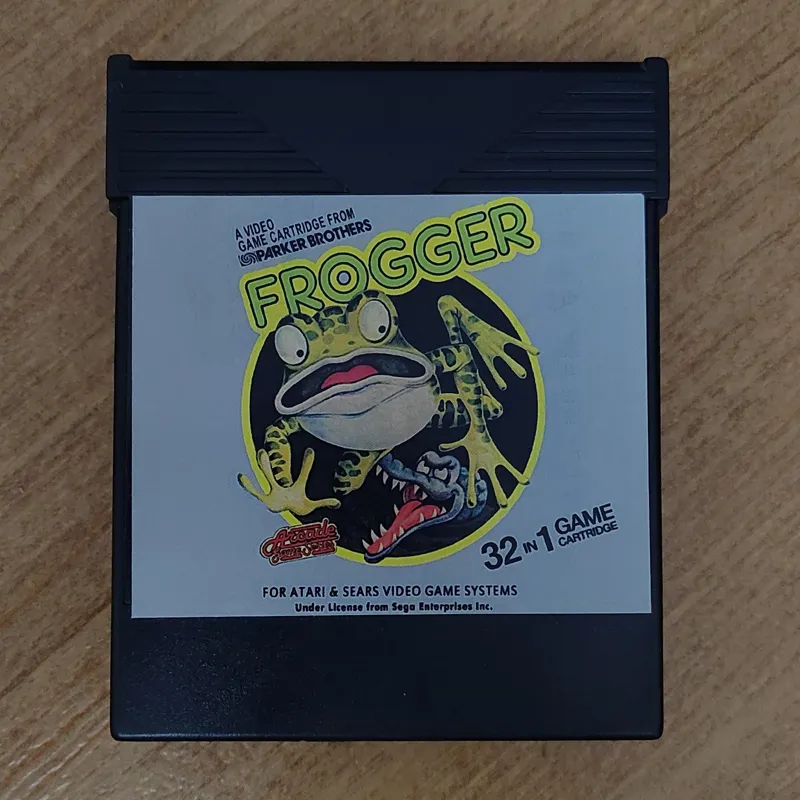 A VIDEO
GAME CARTRIDGE FROM
PARKER BROTHERS
FROGGER
Arcade
32 IN 1 GAME
CARTRIDGE
FOR ATARI & SEARS VIDEO GAME SYSTEMS
Under License from Sega Enterprises Inc.